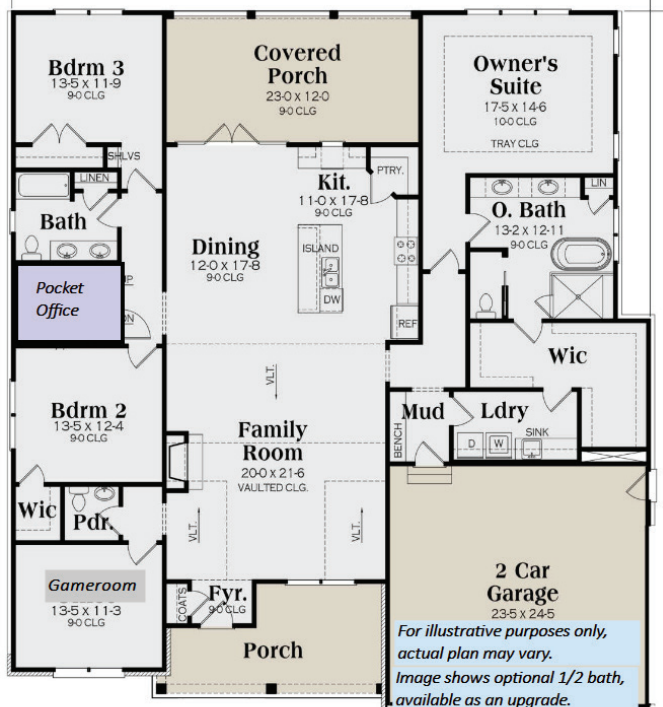 Bdrm 3
13-5 x 11-9
9-0 CLG
SHLVS
Covered
Porch
23-0 x 12-0
9-0 CLG
Owner's
Suite
17-5 x 14-6
10-0 CLG
TRAY CLG
LINEN
Bath
Kit.
11-0 x 17-8
9-0 CLG
PTRY.
Dining
12-0 x 17-8
9-0 CLG
ISLAND
DW
REF
LIN
O. Bath
13-2 x 12-11
9-0 CLG
Pocket
Office
Wic
Bdrm 2
13-5 x 12-4
9-0 CLG
VLT.
Family
Room
20-0 x 21-6
VAULTED CLG.
BENCH
Mud
Ldry
D
W
SINK
Wic
Pdr.
VLT.
VLT.
Gameroom
13-5 x 11-3
9-0 CLG
COATS
Fyr.
9-0 CLG
Porch
2 Car
Garage
23-5 x 24-5
For illustrative purposes only,
actual plan may vary.
Image shows optional 1/2 bath,
available as an upgrade.